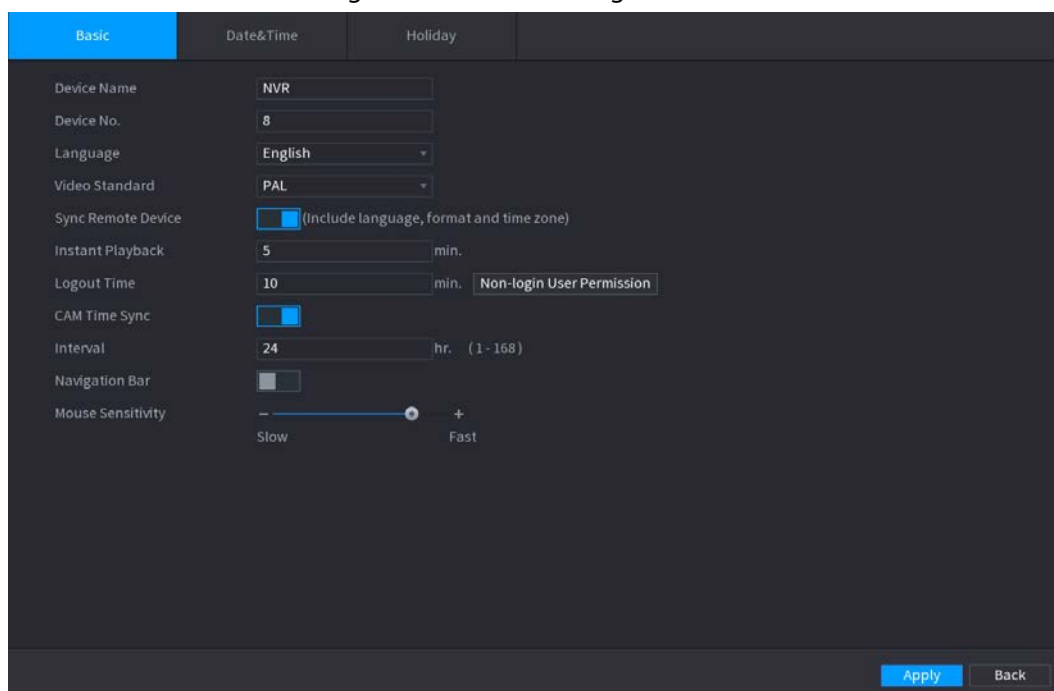 Basic Date&Time Holiday
Device Name NVR
Device No. 8
Language English
Video Standard PAL
Sync Remote Device (Include language, format and time zone)
Instant Playback 5 min.
Logout Time 10 min. Non-login User Permission
CAM Time Sync
Interval 24 hr. (1-168)
Navigation Bar
Mouse Sensitivity − +
Slow Fast
Apply Back